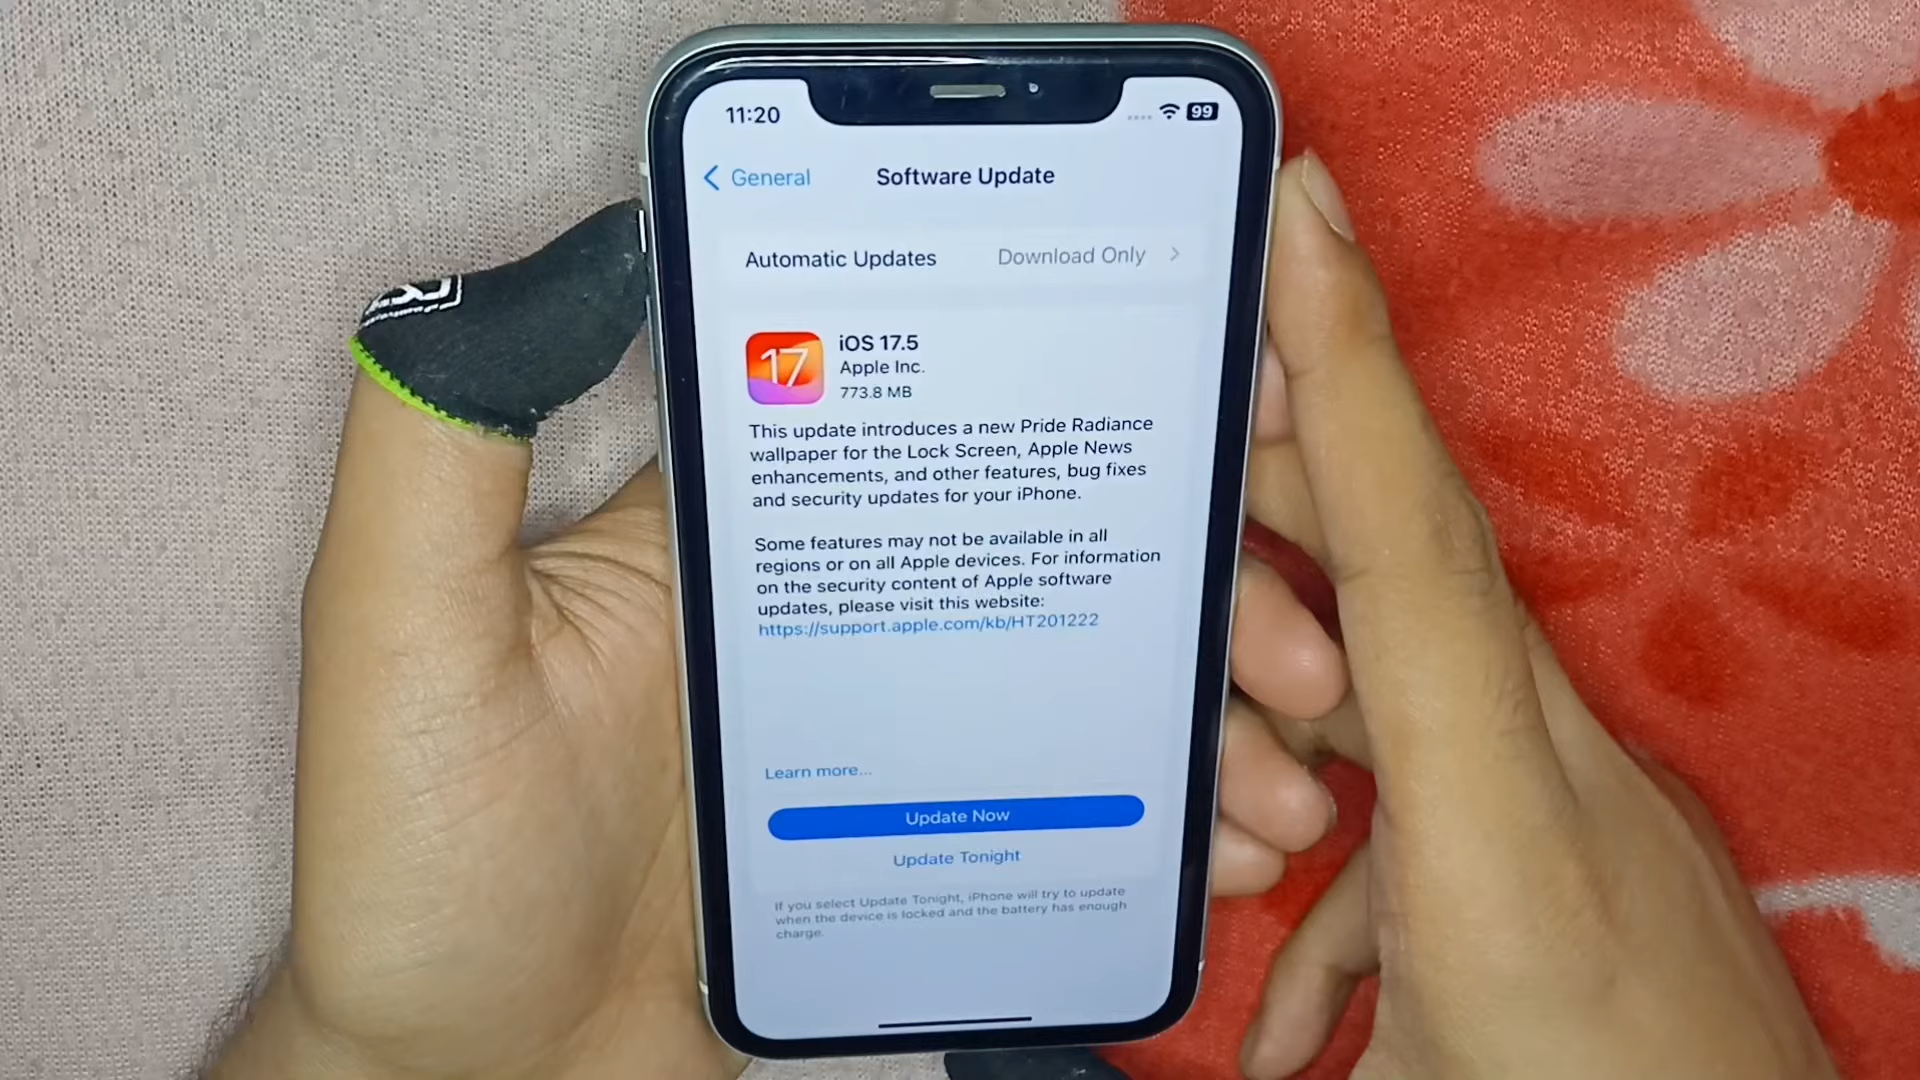 11:20
99
General
Software Update
Automatic Updates
Download Only
17
iOS 17.5
Apple Inc.
773.8 MB
This update introduces a new Pride Radiance
wallpaper for the Lock Screen, Apple News
enhancements, and other features, bug fixes
and security updates for your iPhone.
Some features may not be available in all
regions or on all Apple devices. For information
on the security content of Apple software
updates, please visit this website:
https://support.apple.com/kb/HT201222
Learn more...
Update Now
Update Tonight
If you select Update Tonight, iPhone will try to update
when the device is locked and the battery has enough
charge.